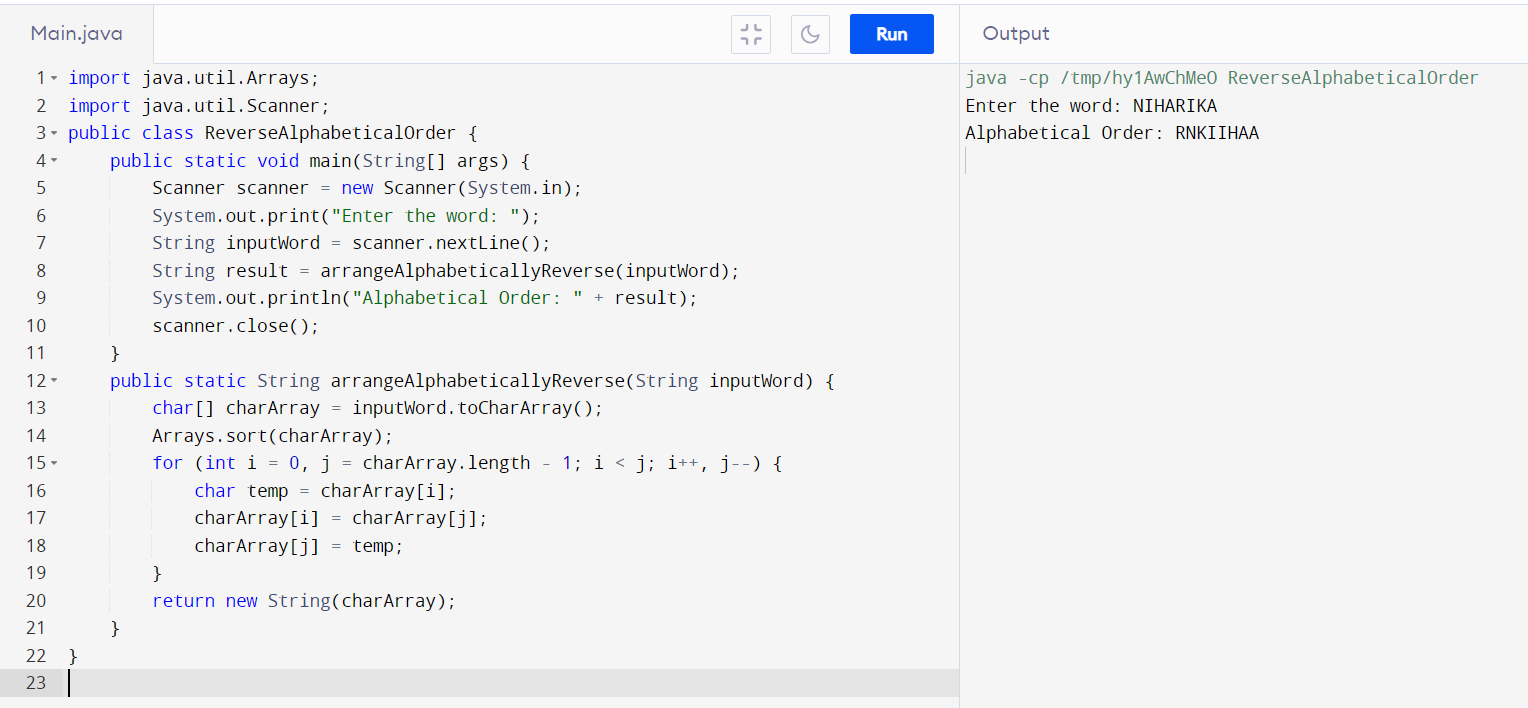 Main.java
Run
Output
1 import java.util.Arrays;
2 import java.util.Scanner;
3 public class ReverseAlphabeticalOrder {
4     public static void main(String[] args) {
5         Scanner scanner = new Scanner(System.in);
6         System.out.print("Enter the word: ");
7         String inputWord = scanner.nextLine();
8         String result = arrangeAlphabeticallyReverse(inputWord);
9         System.out.println("Alphabetical Order: " + result);
10         scanner.close();
11     }
12     public static String arrangeAlphabeticallyReverse(String inputWord) {
13         char[] charArray = inputWord.toCharArray();
14         Arrays.sort(charArray);
15         for (int i = 0, j = charArray.length - 1; i < j; i++, j--) {
16             char temp = charArray[i];
17             charArray[i] = charArray[j];
18             charArray[j] = temp;
19         }
20         return new String(charArray);
21     }
22 }
23
java -cp /tmp/hy1AwChMeO ReverseAlphabeticalOrder
Enter the word: NIHARIKA
Alphabetical Order: RNKIIHAA